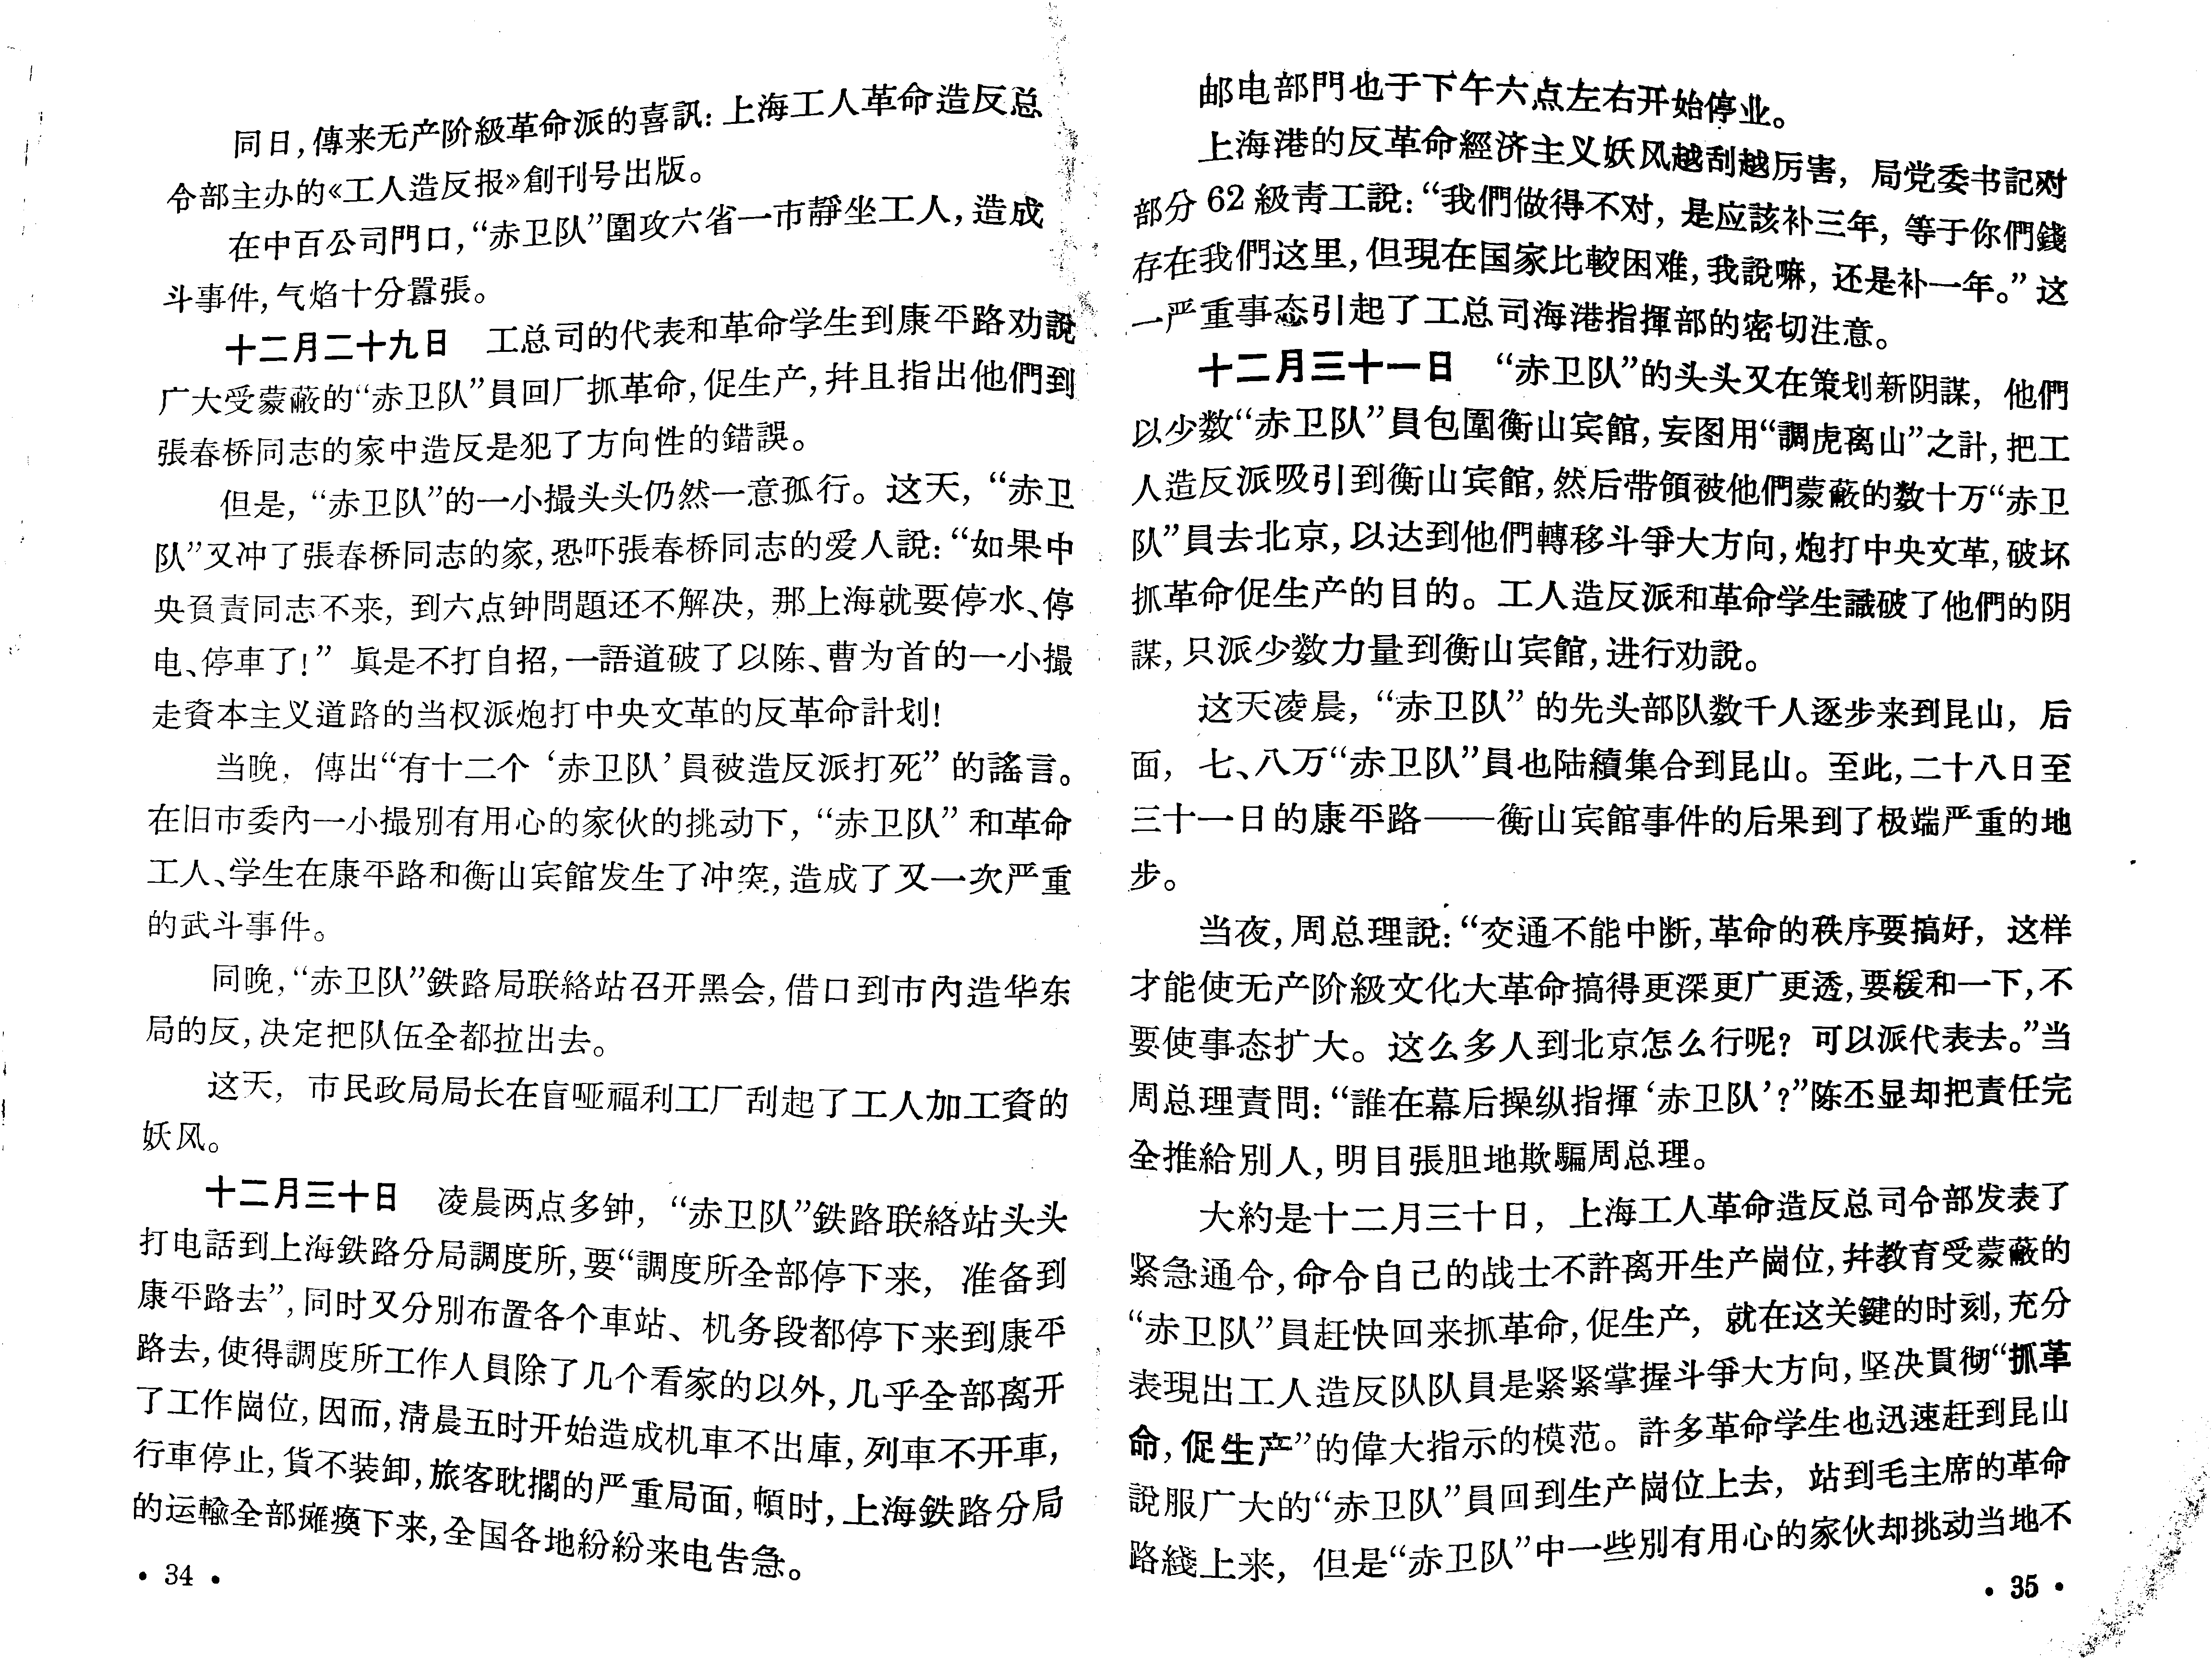 同日，傳来无产阶級革命派的喜訊：上海工人革命造反总
令部主办的《工人造反报》創刊号出版。
在中百公司門口，“赤卫队”圍攻六省一市靜坐工人，造成
斗事件，气焰十分囂張。
十二月二十九日　工总司的代表和革命学生到康平路劝說
广大受蒙蔽的“赤卫队”員回厂抓革命，促生产，幷且指出他們到
張春桥同志的家中造反是犯了方向性的錯誤。
但是，“赤卫队”的一小撮头头仍然一意孤行。这天，“赤卫
队”又冲了張春桥同志的家，恐吓張春桥同志的爱人說：“如果中
央負責同志不来，到六点钟問題还不解决，那上海就要停水、停
电、停車了！”眞是不打自招，一語道破了以陈、曹为首的一小撮
走資本主义道路的当权派炮打中央文革的反革命計划！
当晚，傳出“有十二个‘赤卫队’員被造反派打死”的謠言。
在旧市委內一小撮別有用心的家伙的挑动下，“赤卫队”和革命
工人、学生在康平路和衡山宾館发生了冲突，造成了又一次严重
的武斗事件。
同晚，“赤卫队”鉄路局联絡站召开黑会，借口到市內造华东
局的反，决定把队伍全都拉出去。
这天，市民政局局长在盲哑福利工厂刮起了工人加工資的
妖风。
十二月三十日　凌晨两点多钟，“赤卫队”鉄路联絡站头头
打电話到上海鉄路分局調度所，要“調度所全部停下来，准备到
康平路去”，同时又分別布置各个車站、机务段都停下来到康平
路去，使得調度所工作人員除了几个看家的以外，几乎全部离开
了工作崗位，因而，淸晨五时开始造成机車不出庫，列車不开車，
行車停止，貨不装卸，旅客耽擱的严重局面，頓时，上海鉄路分局
的运輸全部瘫瘓下来，全国各地紛紛来电告急。
• 34 •
邮电部門也于下午六点左右开始停业。
上海港的反革命經济主义妖风越刮越厉害，局党委书記对
部分62級靑工說：“我們做得不对，是应該补三年，等于你們錢
存在我們这里，但現在国家比較困难，我說嘛，还是补一年。”这
一严重事态引起了工总司海港指揮部的密切注意。
十二月三十一日　“赤卫队”的头头又在策划新阴謀，他們
以少数“赤卫队”員包圍衡山宾館，妄图用“調虎离山”之計，把工
人造反派吸引到衡山宾館，然后带領被他們蒙蔽的数十万“赤卫
队”員去北京，以达到他們轉移斗爭大方向，炮打中央文革，破坏
抓革命促生产的目的。工人造反派和革命学生識破了他們的阴
謀，只派少数力量到衡山宾館，进行劝說。
这天凌晨，“赤卫队”的先头部队数千人逐步来到昆山，后
面，七、八万“赤卫队”員也陆續集合到昆山。至此，二十八日至
三十一日的康平路——衡山宾館事件的后果到了极端严重的地
步。
当夜，周总理說：“交通不能中断，革命的秩序要搞好，这样
才能使无产阶級文化大革命搞得更深更广更透，要緩和一下，不
要使事态扩大。这么多人到北京怎么行呢？可以派代表去。”当
周总理責問：“誰在幕后操纵指揮‘赤卫队’？”陈丕显却把責任完
全推給別人，明目張胆地欺騙周总理。
大約是十二月三十日，上海工人革命造反总司令部发表了
紧急通令，命令自己的战士不許离开生产崗位，幷教育受蒙蔽的
“赤卫队”員赶快回来抓革命，促生产，就在这关鍵的时刻，充分
表現出工人造反队队員是紧紧掌握斗爭大方向，坚决貫彻“抓革
命，促生产”的偉大指示的模范。許多革命学生也迅速赶到昆山
說服广大的“赤卫队”員回到生产崗位上去，站到毛主席的革命
路綫上来，但是“赤卫队”中一些別有用心的家伙却挑动当地不
• 35 •